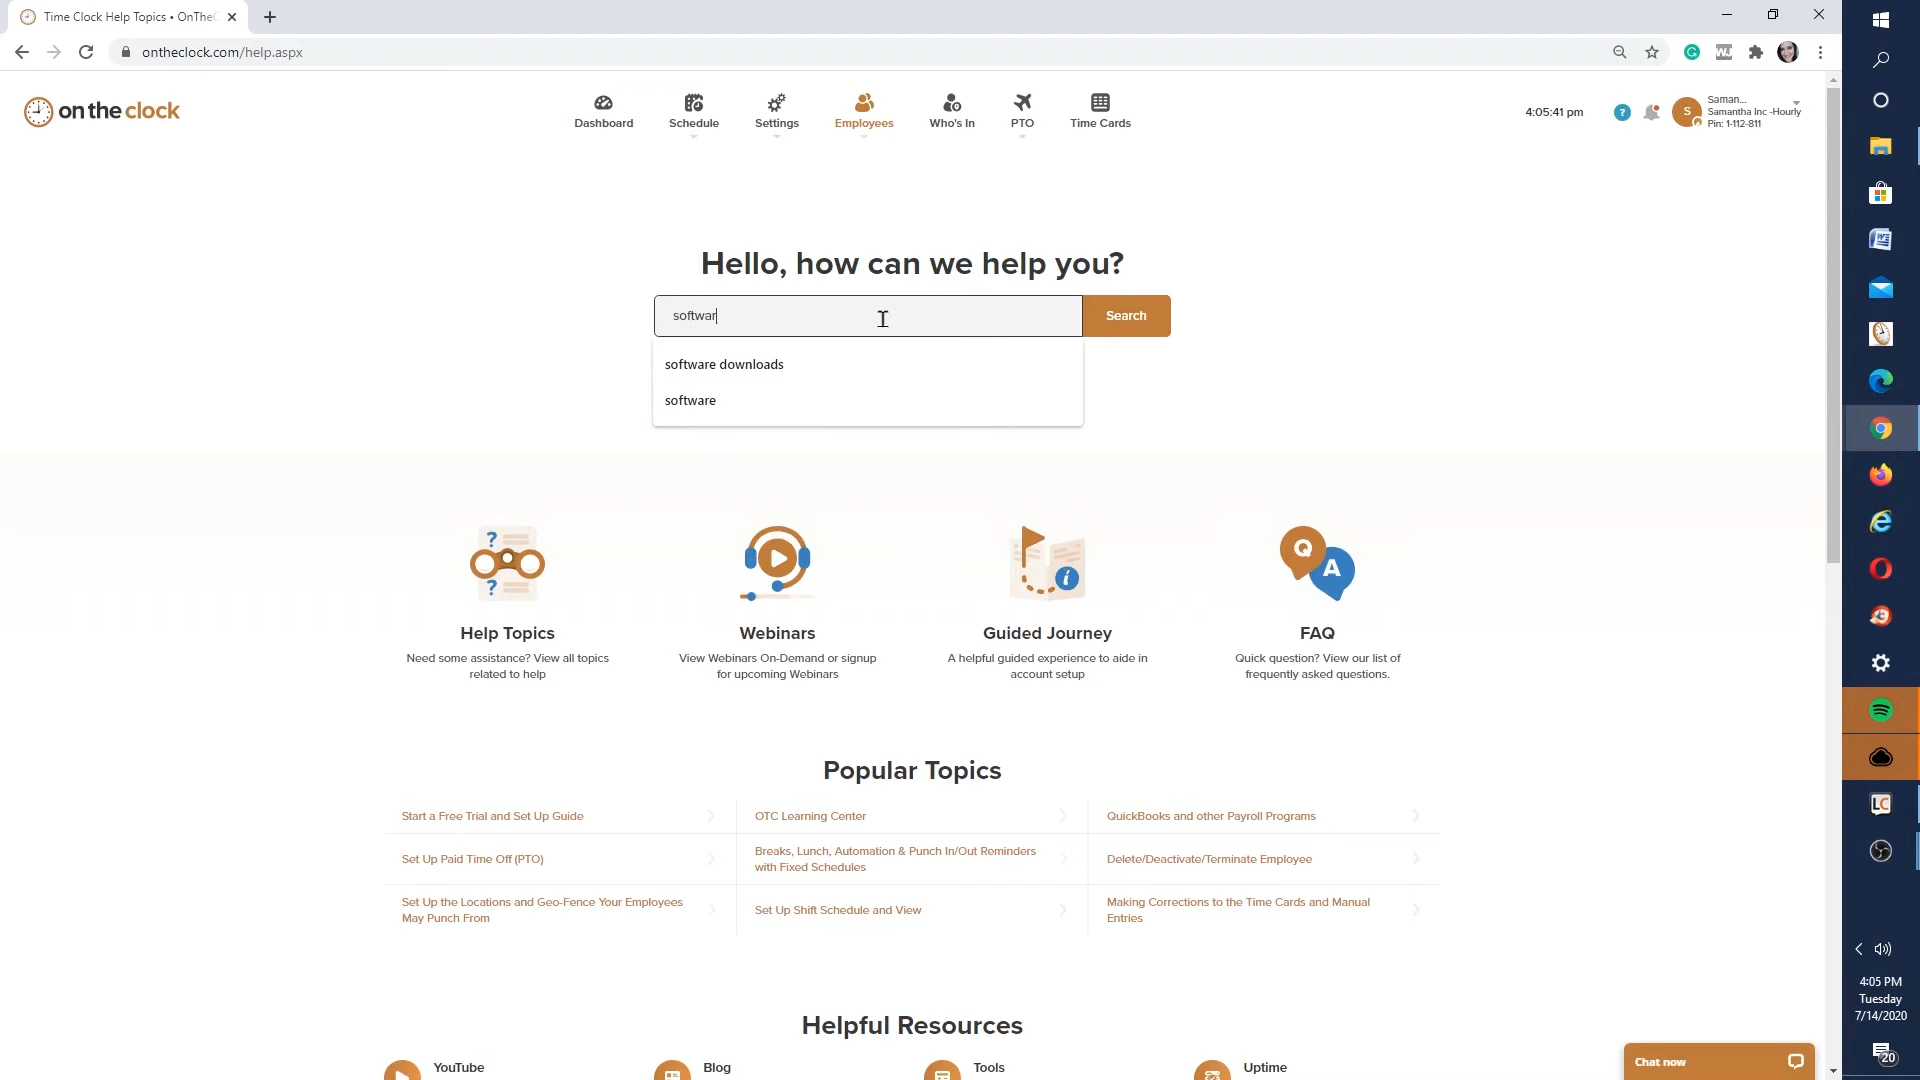 Time Clock Help Topics • OnTheC
ontheclock.com/help.aspx
on the clock
Dashboard
Schedule
Settings
Employees
Who's In
PTO
Time Cards
4:05:41 pm
?
S
Saman...
Samantha Inc -Hourly
Pin: 1-112-811
Hello, how can we help you?
softwar
Search
software downloads
software
Help Topics
Need some assistance? View all topics
related to help
Webinars
View Webinars On-Demand or signup
for upcoming Webinars
Guided Journey
A helpful guided experience to aide in
account setup
Q
A
FAQ
Quick question? View our list of
frequently asked questions.
Popular Topics
Start a Free Trial and Set Up Guide
OTC Learning Center
QuickBooks and other Payroll Programs
Set Up Paid Time Off (PTO)
Breaks, Lunch, Automation & Punch In/Out Reminders
with Fixed Schedules
Delete/Deactivate/Terminate Employee
Set Up the Locations and Geo-Fence Your Employees
May Punch From
Set Up Shift Schedule and View
Making Corrections to the Time Cards and Manual
Entries
Helpful Resources
YouTube
Blog
Tools
Uptime
Chat now
LC
4:05 PM
Tuesday
7/14/2020
20